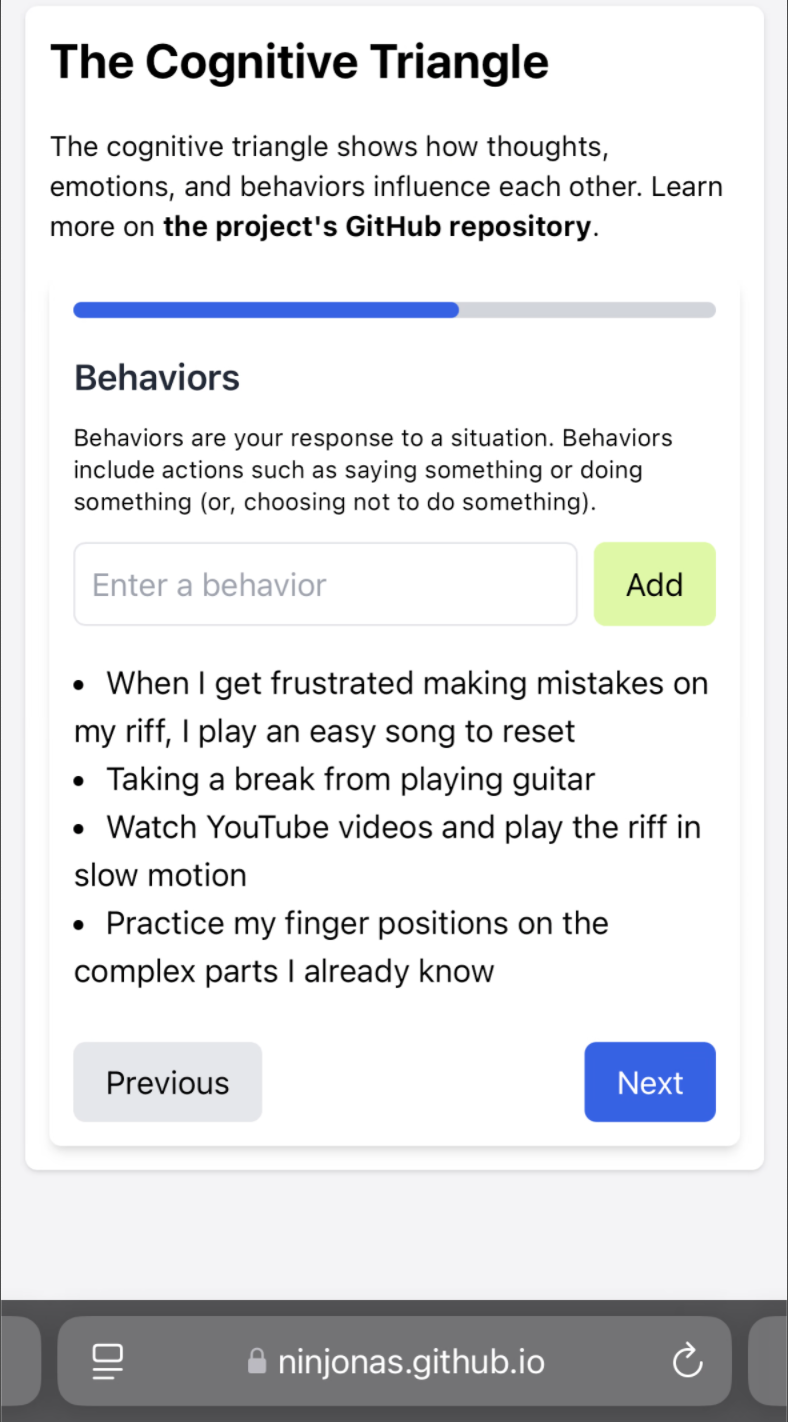 The Cognitive Triangle
The cognitive triangle shows how thoughts,
emotions, and behaviors influence each other. Learn
more on the project's GitHub repository.
Behaviors
Behaviors are your response to a situation. Behaviors
include actions such as saying something or doing
something (or, choosing not to do something).
Enter a behavior
Add
• When I get frustrated making mistakes on
my riff, I play an easy song to reset
• Taking a break from playing guitar
• Watch YouTube videos and play the riff in
slow motion
• Practice my finger positions on the
complex parts I already know
Previous
Next
ninjonas.github.io